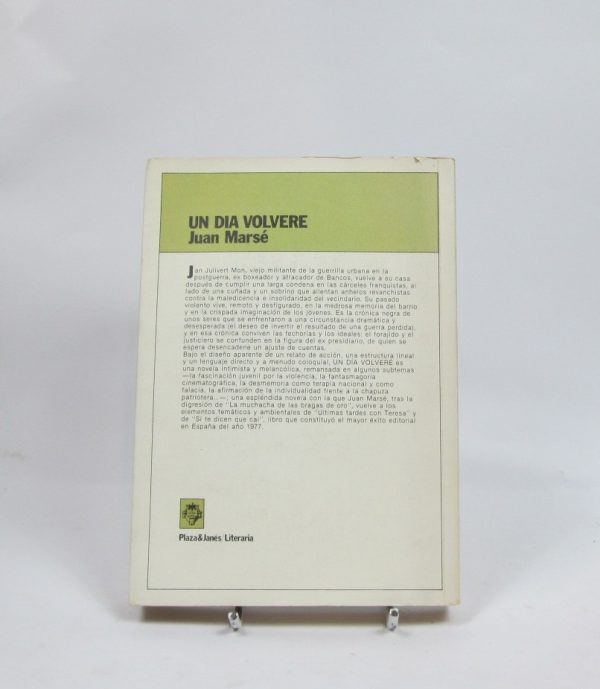 UN DIA VOLVERE
Juan Marsé
Jan Julivert Mon, viejo militante de la guerrilla urbana en la
postguerra, ex boxeador y atracador de Bancos, vuelve a su casa
después de cumplir una larga condena en las cárceles franquistas, al
lado de una cuñada y un sobrino que alientan anhelos revanchistas
contra la maledicencia e insolidaridad del vecindario. Su pasado
violento vive, remoto y desfigurado, en la medrosa memoria del barrio
y en la crispada imaginación de los jóvenes. Es la crónica negra de
unos seres que se enfrentaron a una circunstancia dramática y
desesperada (el deseo de invertir el resultado de una guerra perdida),
y en esa crónica conviven las fechorías y los ideales: el forajido y el
justiciero se confunden en la figura del ex presidiario, de quien se
espera desencadene un ajuste de cuentas.
Bajo el diseño aparente de un relato de acción, una estructura lineal
y un lenguaje directo y a menudo coloquial, UN DIA VOLVERE es
una novela intimista y melancólica, remansada en algunos subtemas
—la fascinación juvenil por la violencia, la fantasmagoría
cinematográfica, la desmemoria como terapia nacional y como
falacia, la afirmación de la individualidad frente a la chapuza
patriotera...—; una espléndida novela con la que Juan Marsé, tras la
digresión de "La muchacha de las bragas de oro", vuelve a los
elementos temáticos y ambientales de "Ultimas tardes con Teresa" y
de "Si te dicen que caí", libro que constituyó el mayor éxito editorial
en España del año 1977.
Plaza&Janés Literaria